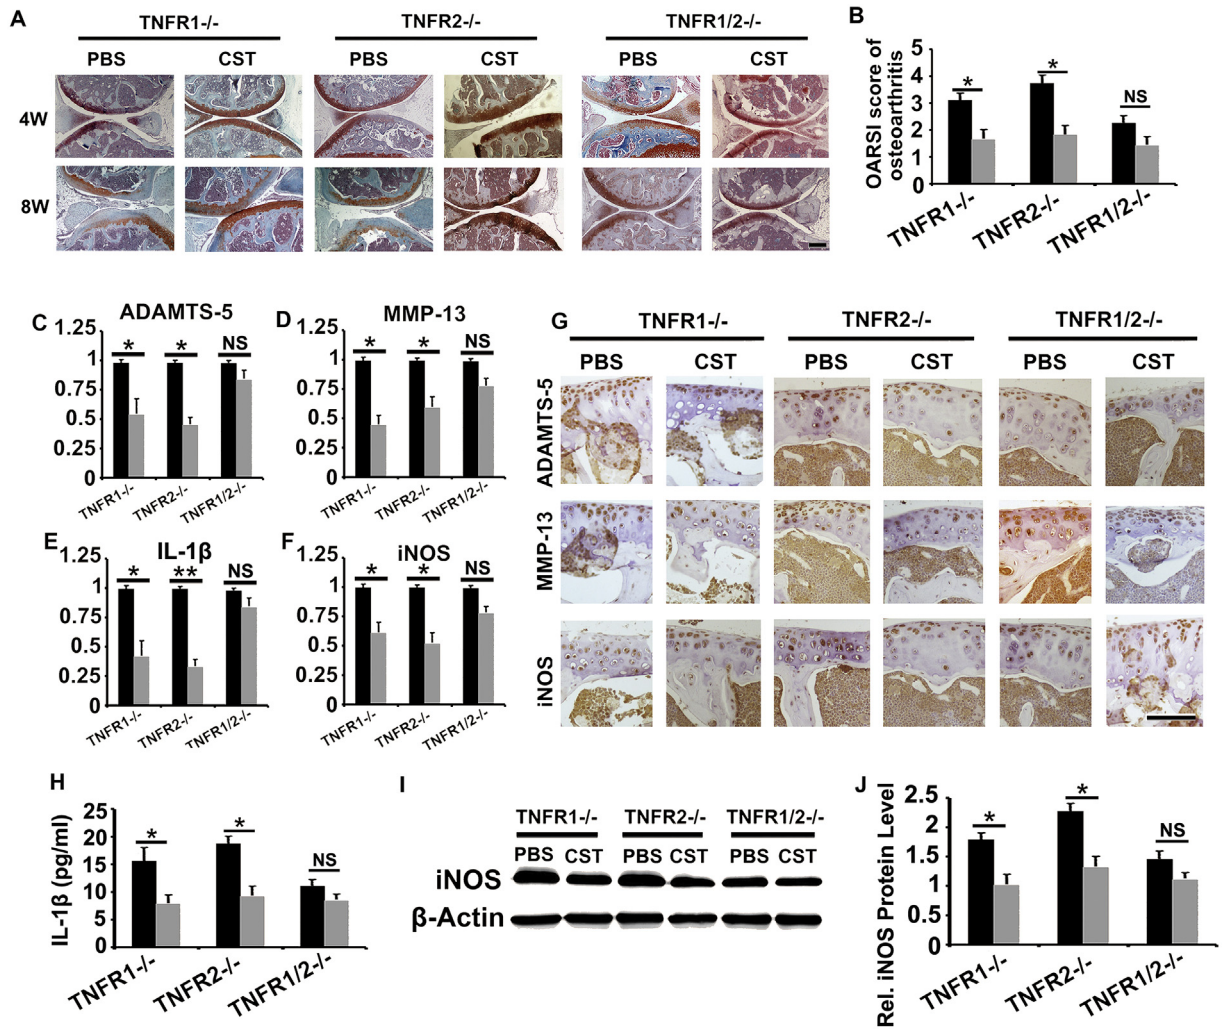 A
TNFR1-/- TNFR2-/- TNFR1/2-/-
PBS CST PBS CST PBS CST
4W
8W
B
OARSI score of
osteoarthritis
5
4
3
2
1
0
* * NS
TNFR1-/- TNFR2-/- TNFR1/2-/-
C
ADAMTS-5
1.25
1
0.75
0.5
0.25
0
* * NS
TNFR1-/- TNFR2-/- TNFR1/2-/-
D
MMP-13
1.25
1
0.75
0.5
0.25
0
* * NS
TNFR1-/- TNFR2-/- TNFR1/2-/-
E
IL-1β
1.25
1
0.75
0.5
0.25
0
* ** NS
TNFR1-/- TNFR2-/- TNFR1/2-/-
F
iNOS
1.25
1
0.75
0.5
0.25
0
* * NS
TNFR1-/- TNFR2-/- TNFR1/2-/-
G
TNFR1-/- TNFR2-/- TNFR1/2-/-
PBS CST PBS CST PBS CST
ADAMTS-5
MMP-13
iNOS
H
IL-1β (pg/ml)
25
20
15
10
5
0
* * NS
TNFR1-/- TNFR2-/- TNFR1/2-/-
I
TNFR1-/- TNFR2-/- TNFR1/2-/-
PBS CST PBS CST PBS CST
iNOS
β-Actin
J
Rel. iNOS Protein Level
2.5
2
1.5
1
0.5
0
* * NS
TNFR1-/- TNFR2-/- TNFR1/2-/-